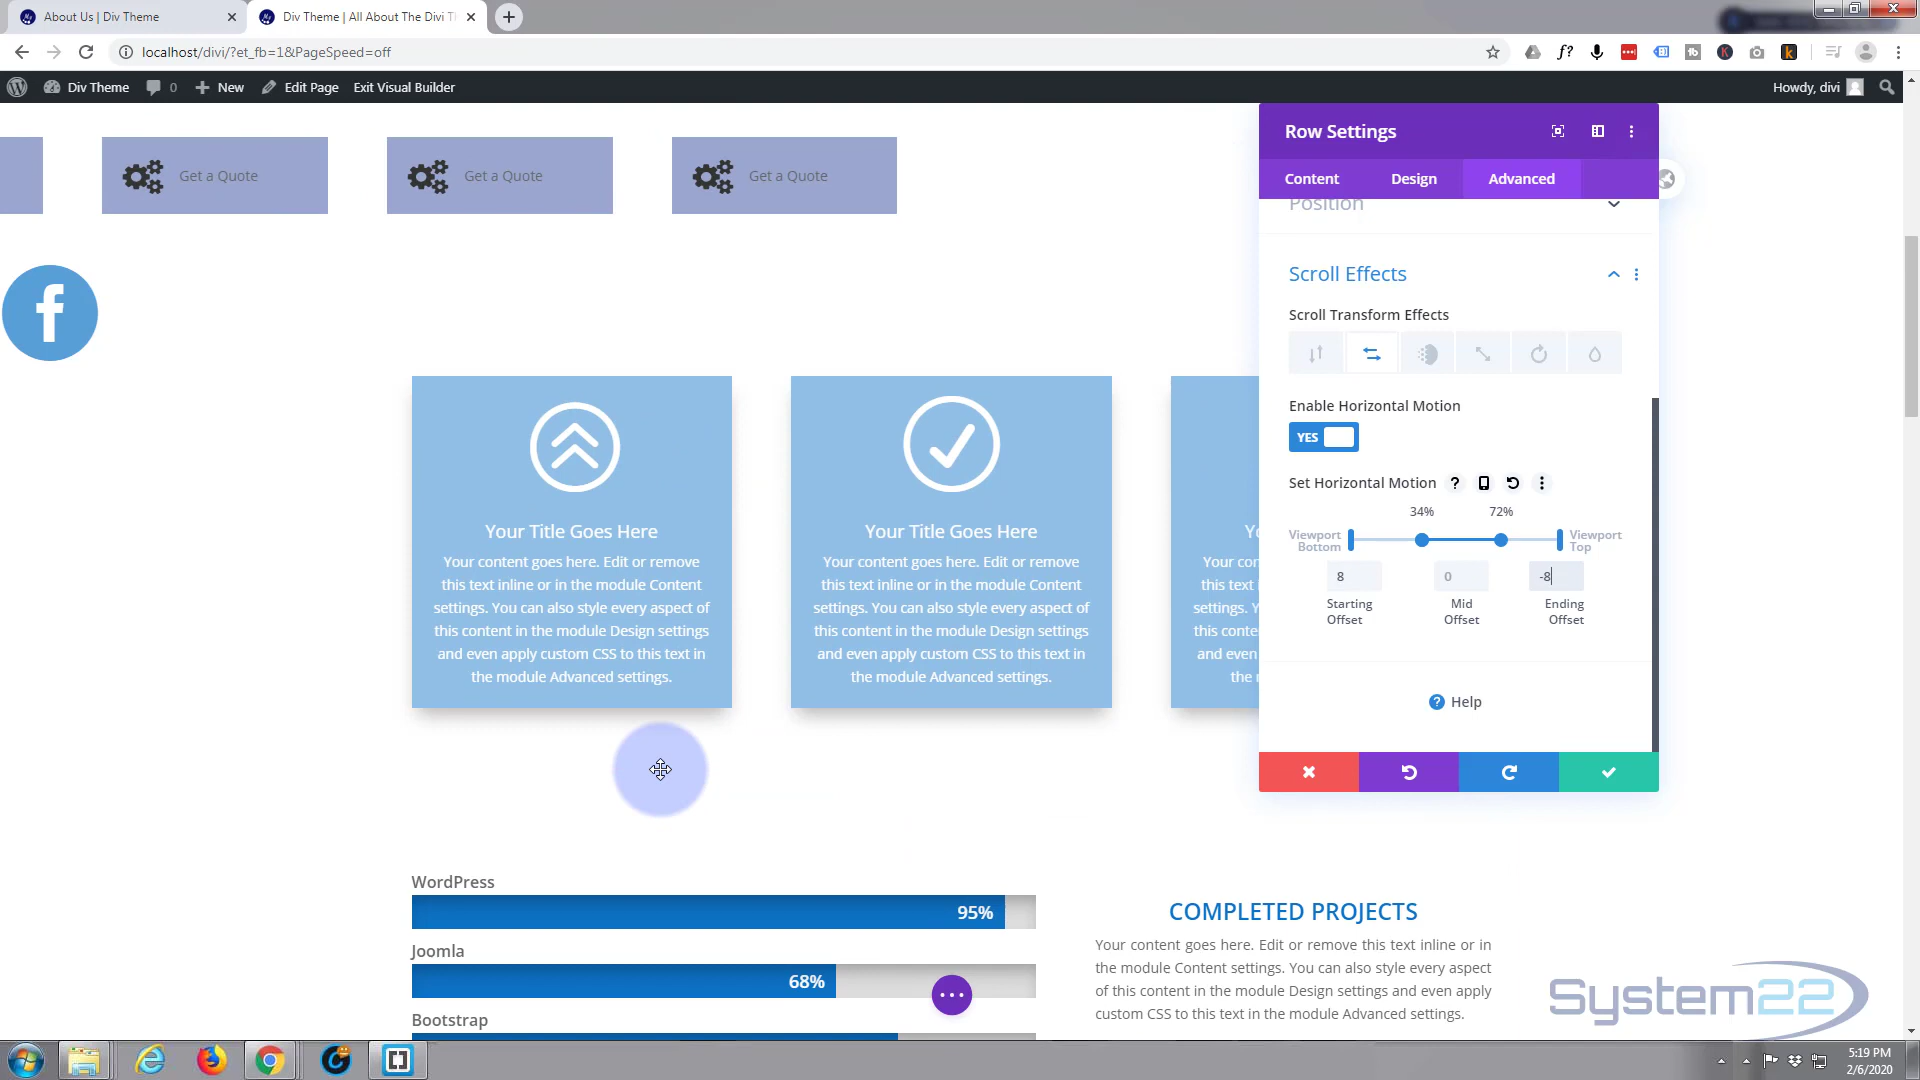 About Us | Div Theme
Div Theme | All About The Divi Th
localhost/divi/?et_fb=1&PageSpeed=off
Div Theme
0
New
Edit Page
Exit Visual Builder
Howdy, divi
Get a Quote
Get a Quote
Get a Quote
Row Settings
Content
Design
Advanced
Position
Scroll Effects
Scroll Transform Effects
Enable Horizontal Motion
YES
Set Horizontal Motion
34%
72%
Viewport
Bottom
Viewport
Top
8
0
-8
Starting
Offset
Mid
Offset
Ending
Offset
Help
Your Title Goes Here
Your content goes here. Edit or remove
this text inline or in the module Content
settings. You can also style every aspect of
this content in the module Design settings
and even apply custom CSS to this text in
the module Advanced settings.
Your Title Goes Here
Your content goes here. Edit or remove
this text inline or in the module Content
settings. You can also style every aspect of
this content in the module Design settings
and even apply custom CSS to this text in
the module Advanced settings.
Yo
Your
this text
settings. Y
this conte
and even
the m
WordPress
95%
Joomla
68%
Bootstrap
COMPLETED PROJECTS
Your content goes here. Edit or remove this text inline or in
the module Content settings. You can also style every aspect
of this content in the module Design settings and even apply
custom CSS to this text in the module Advanced settings.
System22
5:19 PM
2/6/2020